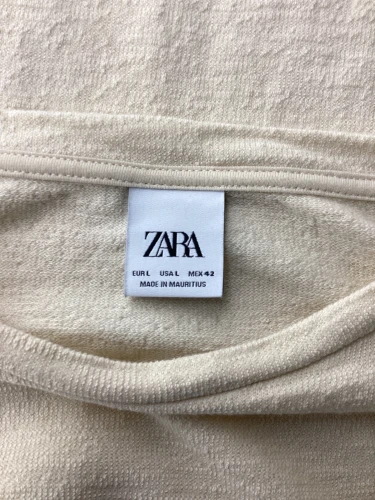 ZARA
EUR L USA L MEX 42
MADE IN MAURITIUS